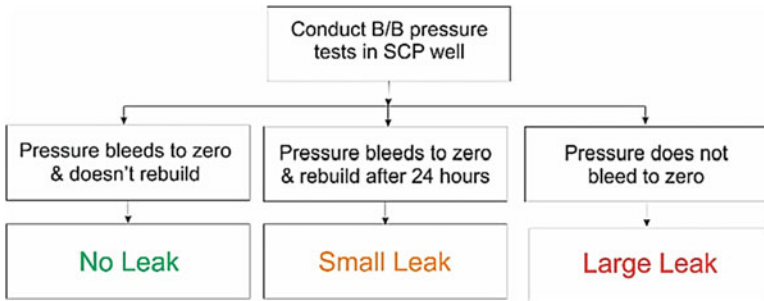 Conduct B/B pressure
tests in SCP well
Pressure bleeds to zero
& doesn't rebuild
Pressure bleeds to zero
& rebuild after 24 hours
Pressure does not
bleed to zero
No Leak
Small Leak
Large Leak